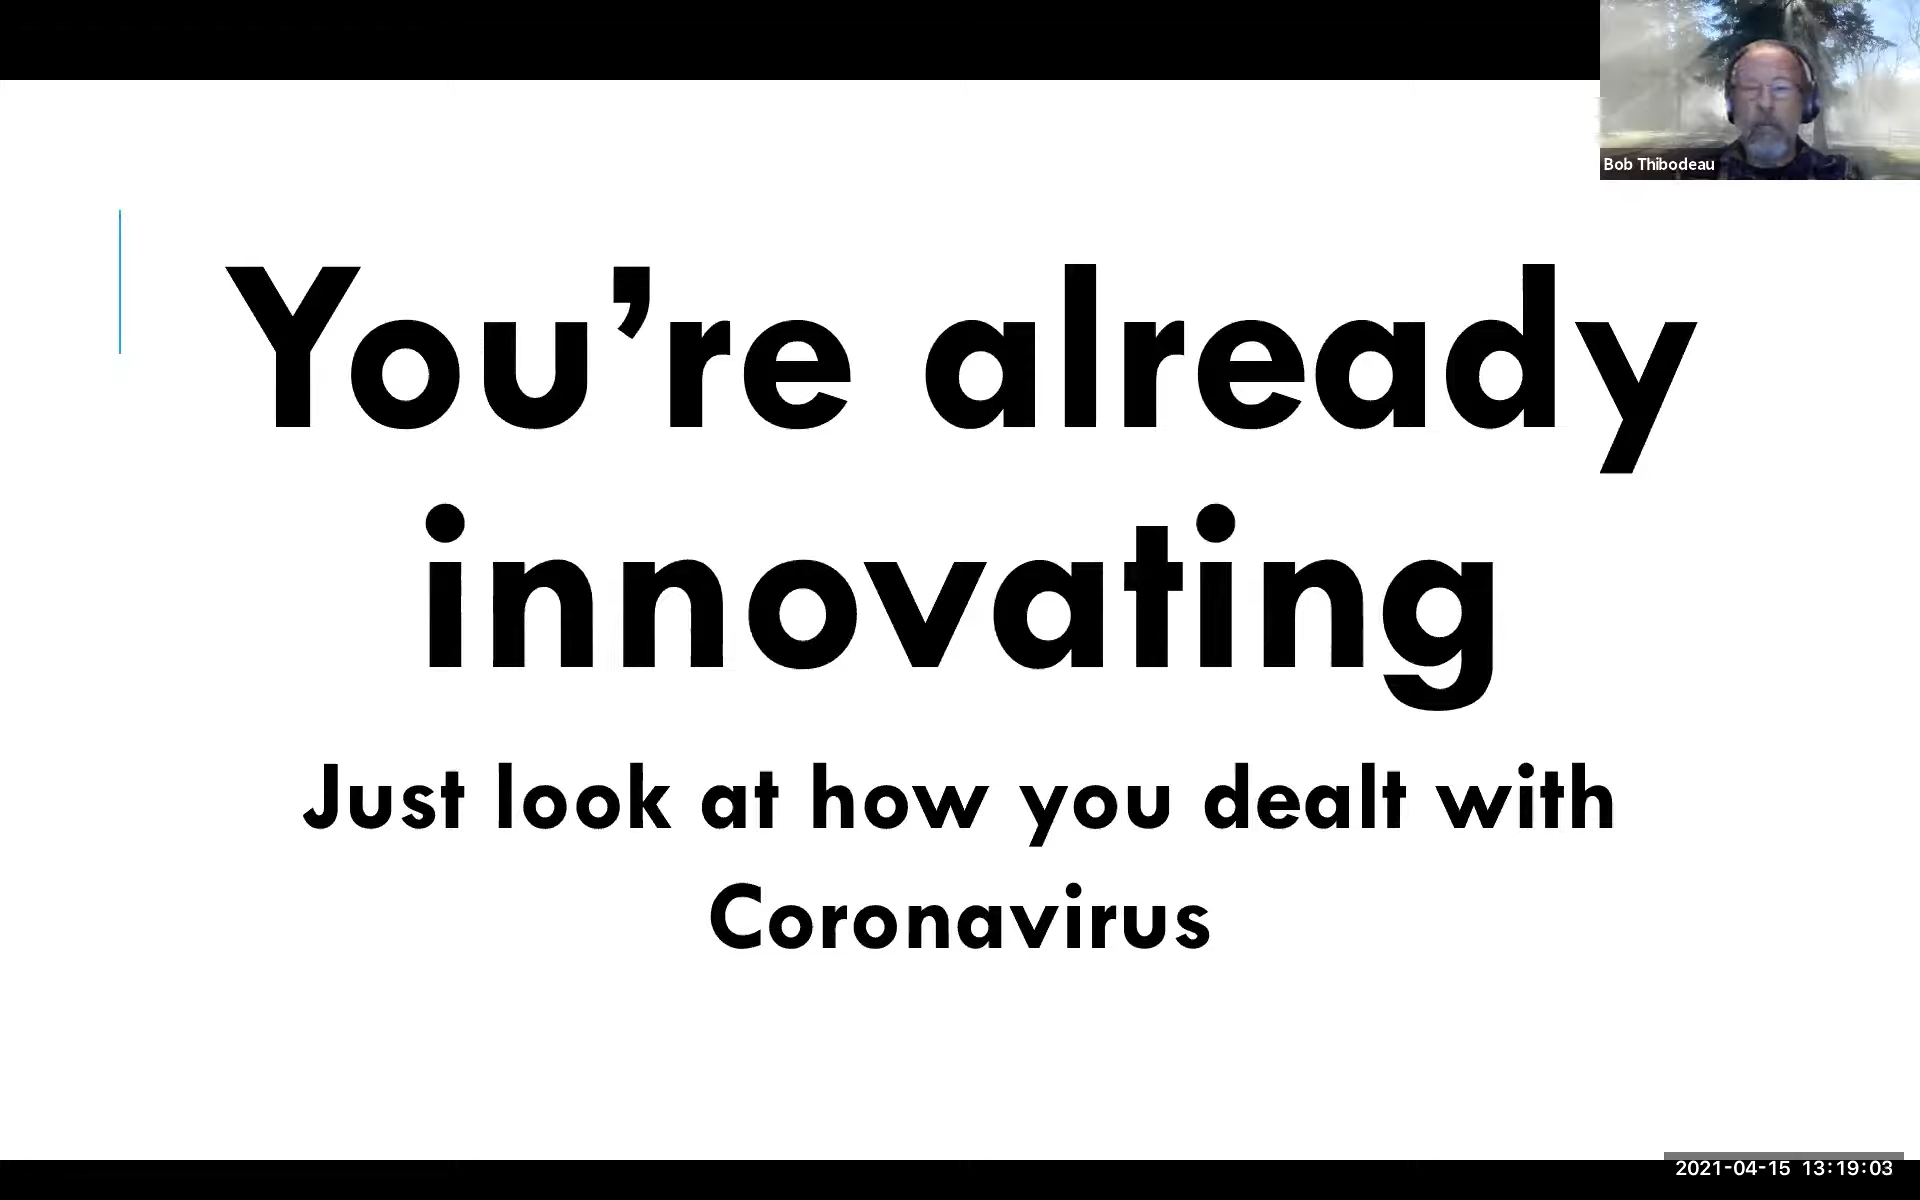 Bob Thibodeau
You’re already
innovating
Just look at how you dealt with
Coronavirus
2021-04-15 13:19:03